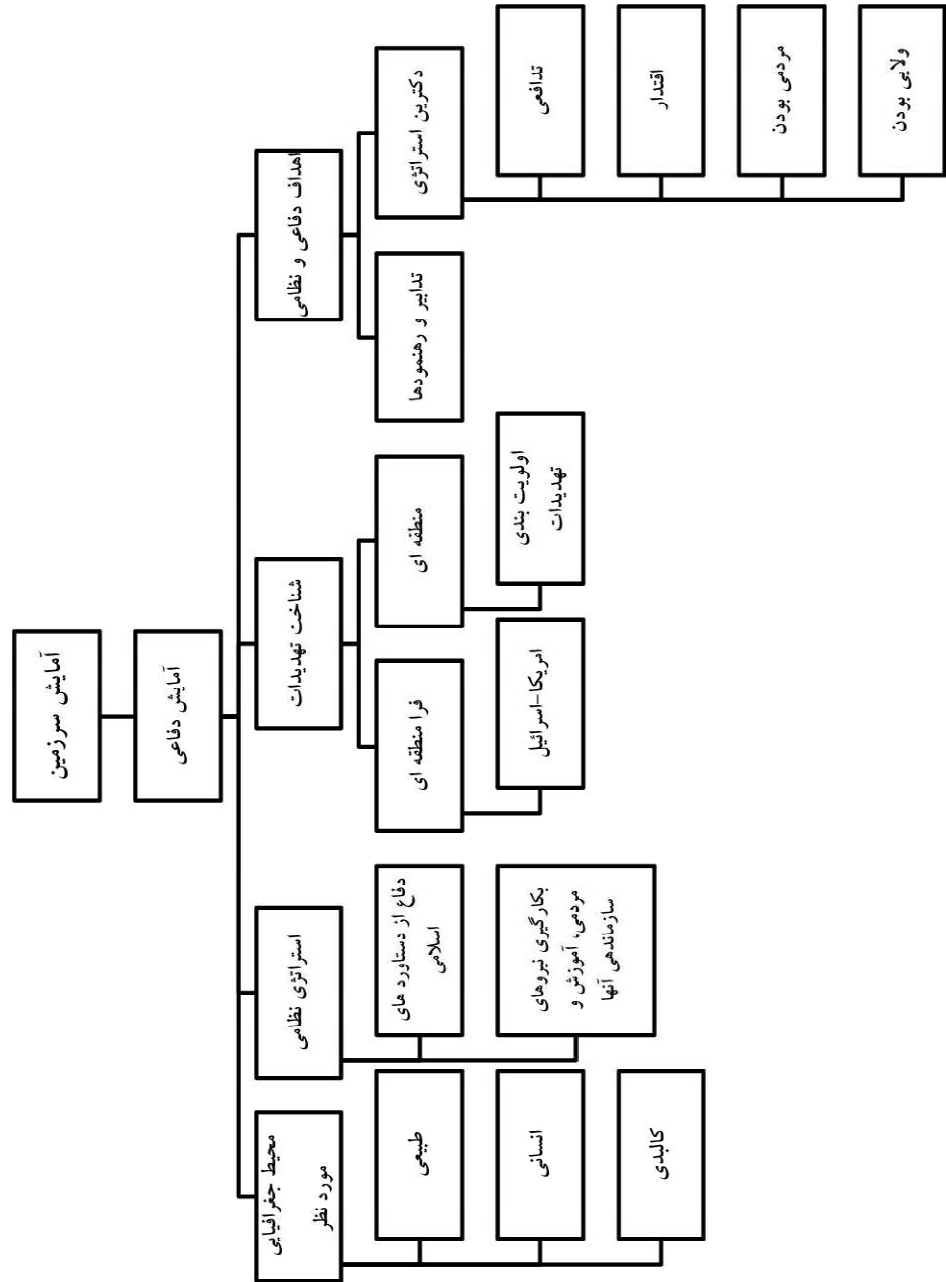 آمایش سرزمین
آمایش دفاعی
اهداف دفاعی و نظامی
دکترین استراتژی
تدافعی
اقتدار
مردمی بودن
ولایی بودن
تدابیر و رهنمودها
شناخت تهدیدات
منطقه ای
اولویت بندی
تهدیدات
فرا منطقه ای
امریکا-اسرائیل
استراتژی نظامی
دفاع از دستاورد های
اسلامی
بکارگیری نیروهای
مردمی، آموزش و
سازماندهی آنها
محیط جغرافیایی
مورد نظر
طبیعی
انسانی
کالبدی